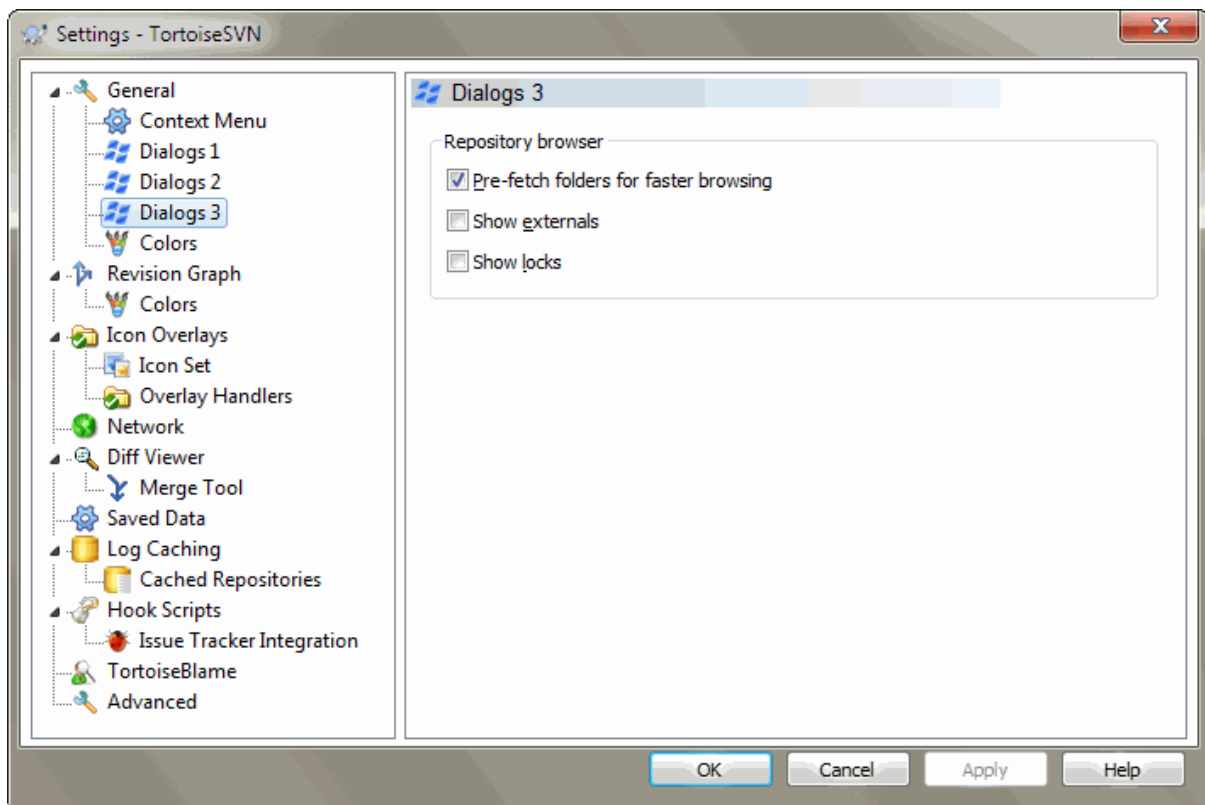 Settings - TortoiseSVN
General
Context Menu
Dialogs 1
Dialogs 2
Dialogs 3
Colors
Revision Graph
Colors
Icon Overlays
Icon Set
Overlay Handlers
Network
Diff Viewer
Merge Tool
Saved Data
Log Caching
Cached Repositories
Hook Scripts
Issue Tracker Integration
TortoiseBlame
Advanced
Dialogs 3
Repository browser
Pre-fetch folders for faster browsing
Show externals
Show locks
OK
Cancel
Apply
Help